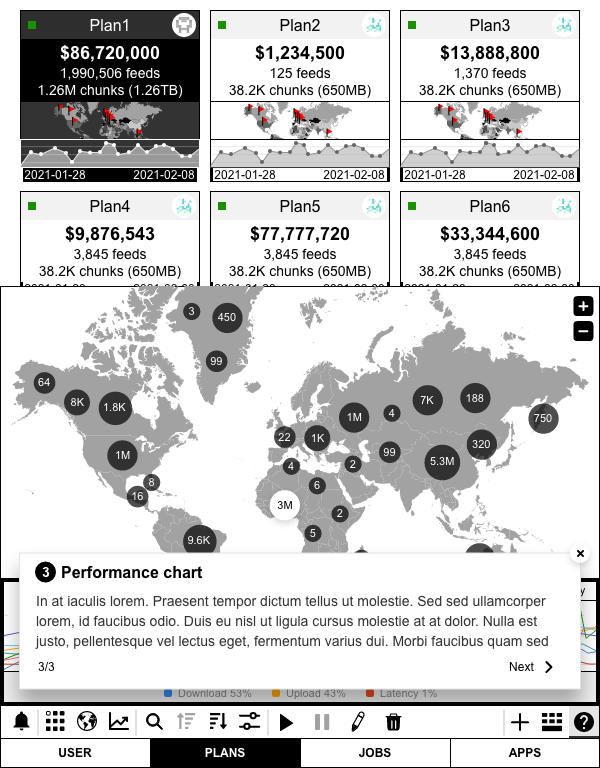 Plan1
$86,720,000
1,990,506 feeds
1.26M chunks (1.26TB)
2021-01-28 2021-02-08
Plan2
$1,234,500
125 feeds
38.2K chunks (650MB)
2021-01-28 2021-02-08
Plan3
$13,888,800
1,370 feeds
38.2K chunks (650MB)
2021-01-28 2021-02-08
Plan4
$9,876,543
3,845 feeds
38.2K chunks (650MB)
Plan5
$77,777,720
3,845 feeds
38.2K chunks (650MB)
Plan6
$33,344,600
3,845 feeds
38.2K chunks (650MB)
3
450
99
64
8K
1.8K
7K
188
1M
4
750
22
1K
320
1M
99
5.3M
4
2
8
6
16
3M
2
5
9.6K
3 Performance chart
In at iaculis lorem. Praesent tempor dictum tellus ut molestie. Sed sed ullamcorper
lorem, id faucibus odio. Duis eu nisl ut ligula cursus molestie at at dolor. Nulla est
justo, pellentesque vel lectus eget, fermentum varius dui. Morbi faucibus quam sed
3/3 Next
Download 53% Upload 43% Latency 1%
USER PLANS JOBS APPS